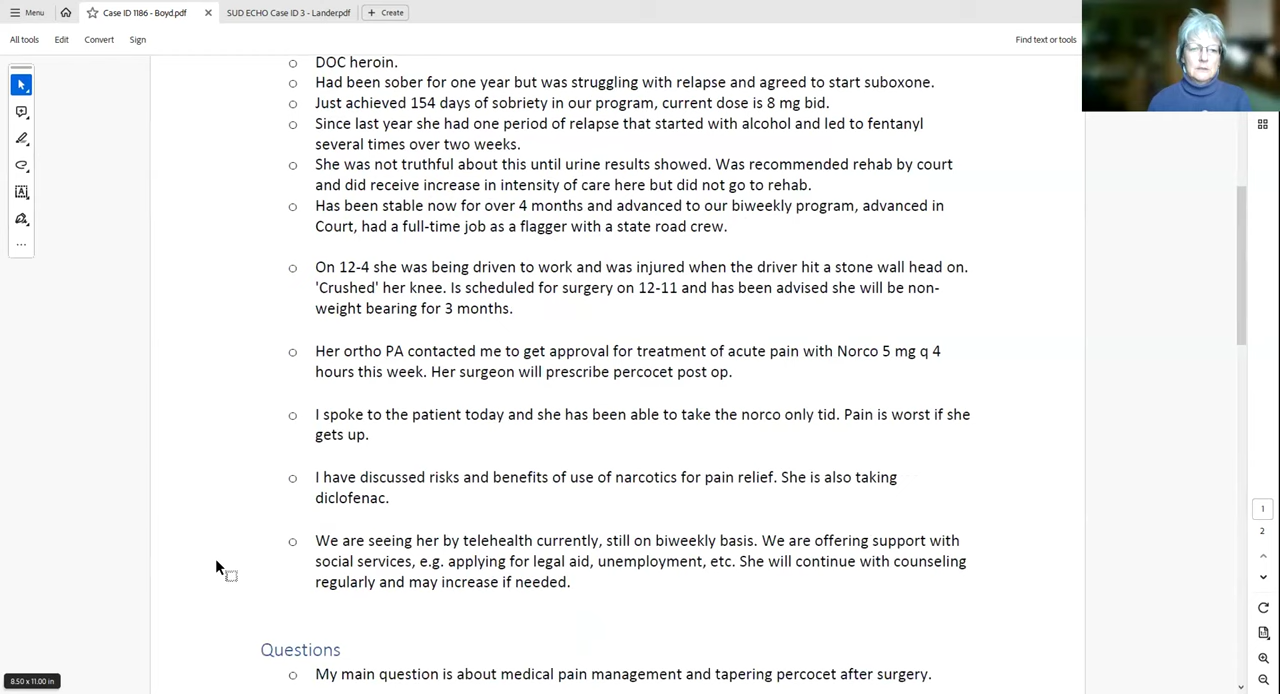 Menu
Case ID 1186 - Boyd.pdf
SUD ECHO Case ID 3 - Lander.pdf
+ Create
All tools
Edit
Convert
Sign
Find text or tools
DOC heroin.
Had been sober for one year but was struggling with relapse and agreed to start suboxone.
Just achieved 154 days of sobriety in our program, current dose is 8 mg bid.
Since last year she had one period of relapse that started with alcohol and led to fentanyl
several times over two weeks.
She was not truthful about this until urine results showed. Was recommended rehab by court
and did receive increase in intensity of care here but did not go to rehab.
Has been stable now for over 4 months and advanced to our biweekly program, advanced in
Court, had a full-time job as a flagger with a state road crew.
On 12-4 she was being driven to work and was injured when the driver hit a stone wall head on.
'Crushed' her knee. Is scheduled for surgery on 12-11 and has been advised she will be non-
weight bearing for 3 months.
Her ortho PA contacted me to get approval for treatment of acute pain with Norco 5 mg q 4
hours this week. Her surgeon will prescribe percocet post op.
I spoke to the patient today and she has been able to take the norco only tid. Pain is worst if she
gets up.
I have discussed risks and benefits of use of narcotics for pain relief. She is also taking
diclofenac.
We are seeing her by telehealth currently, still on biweekly basis. We are offering support with
social services, e.g. applying for legal aid, unemployment, etc. She will continue with counseling
regularly and may increase if needed.
Questions
My main question is about medical pain management and tapering percocet after surgery.
1
2
8.50 x 11.00 in